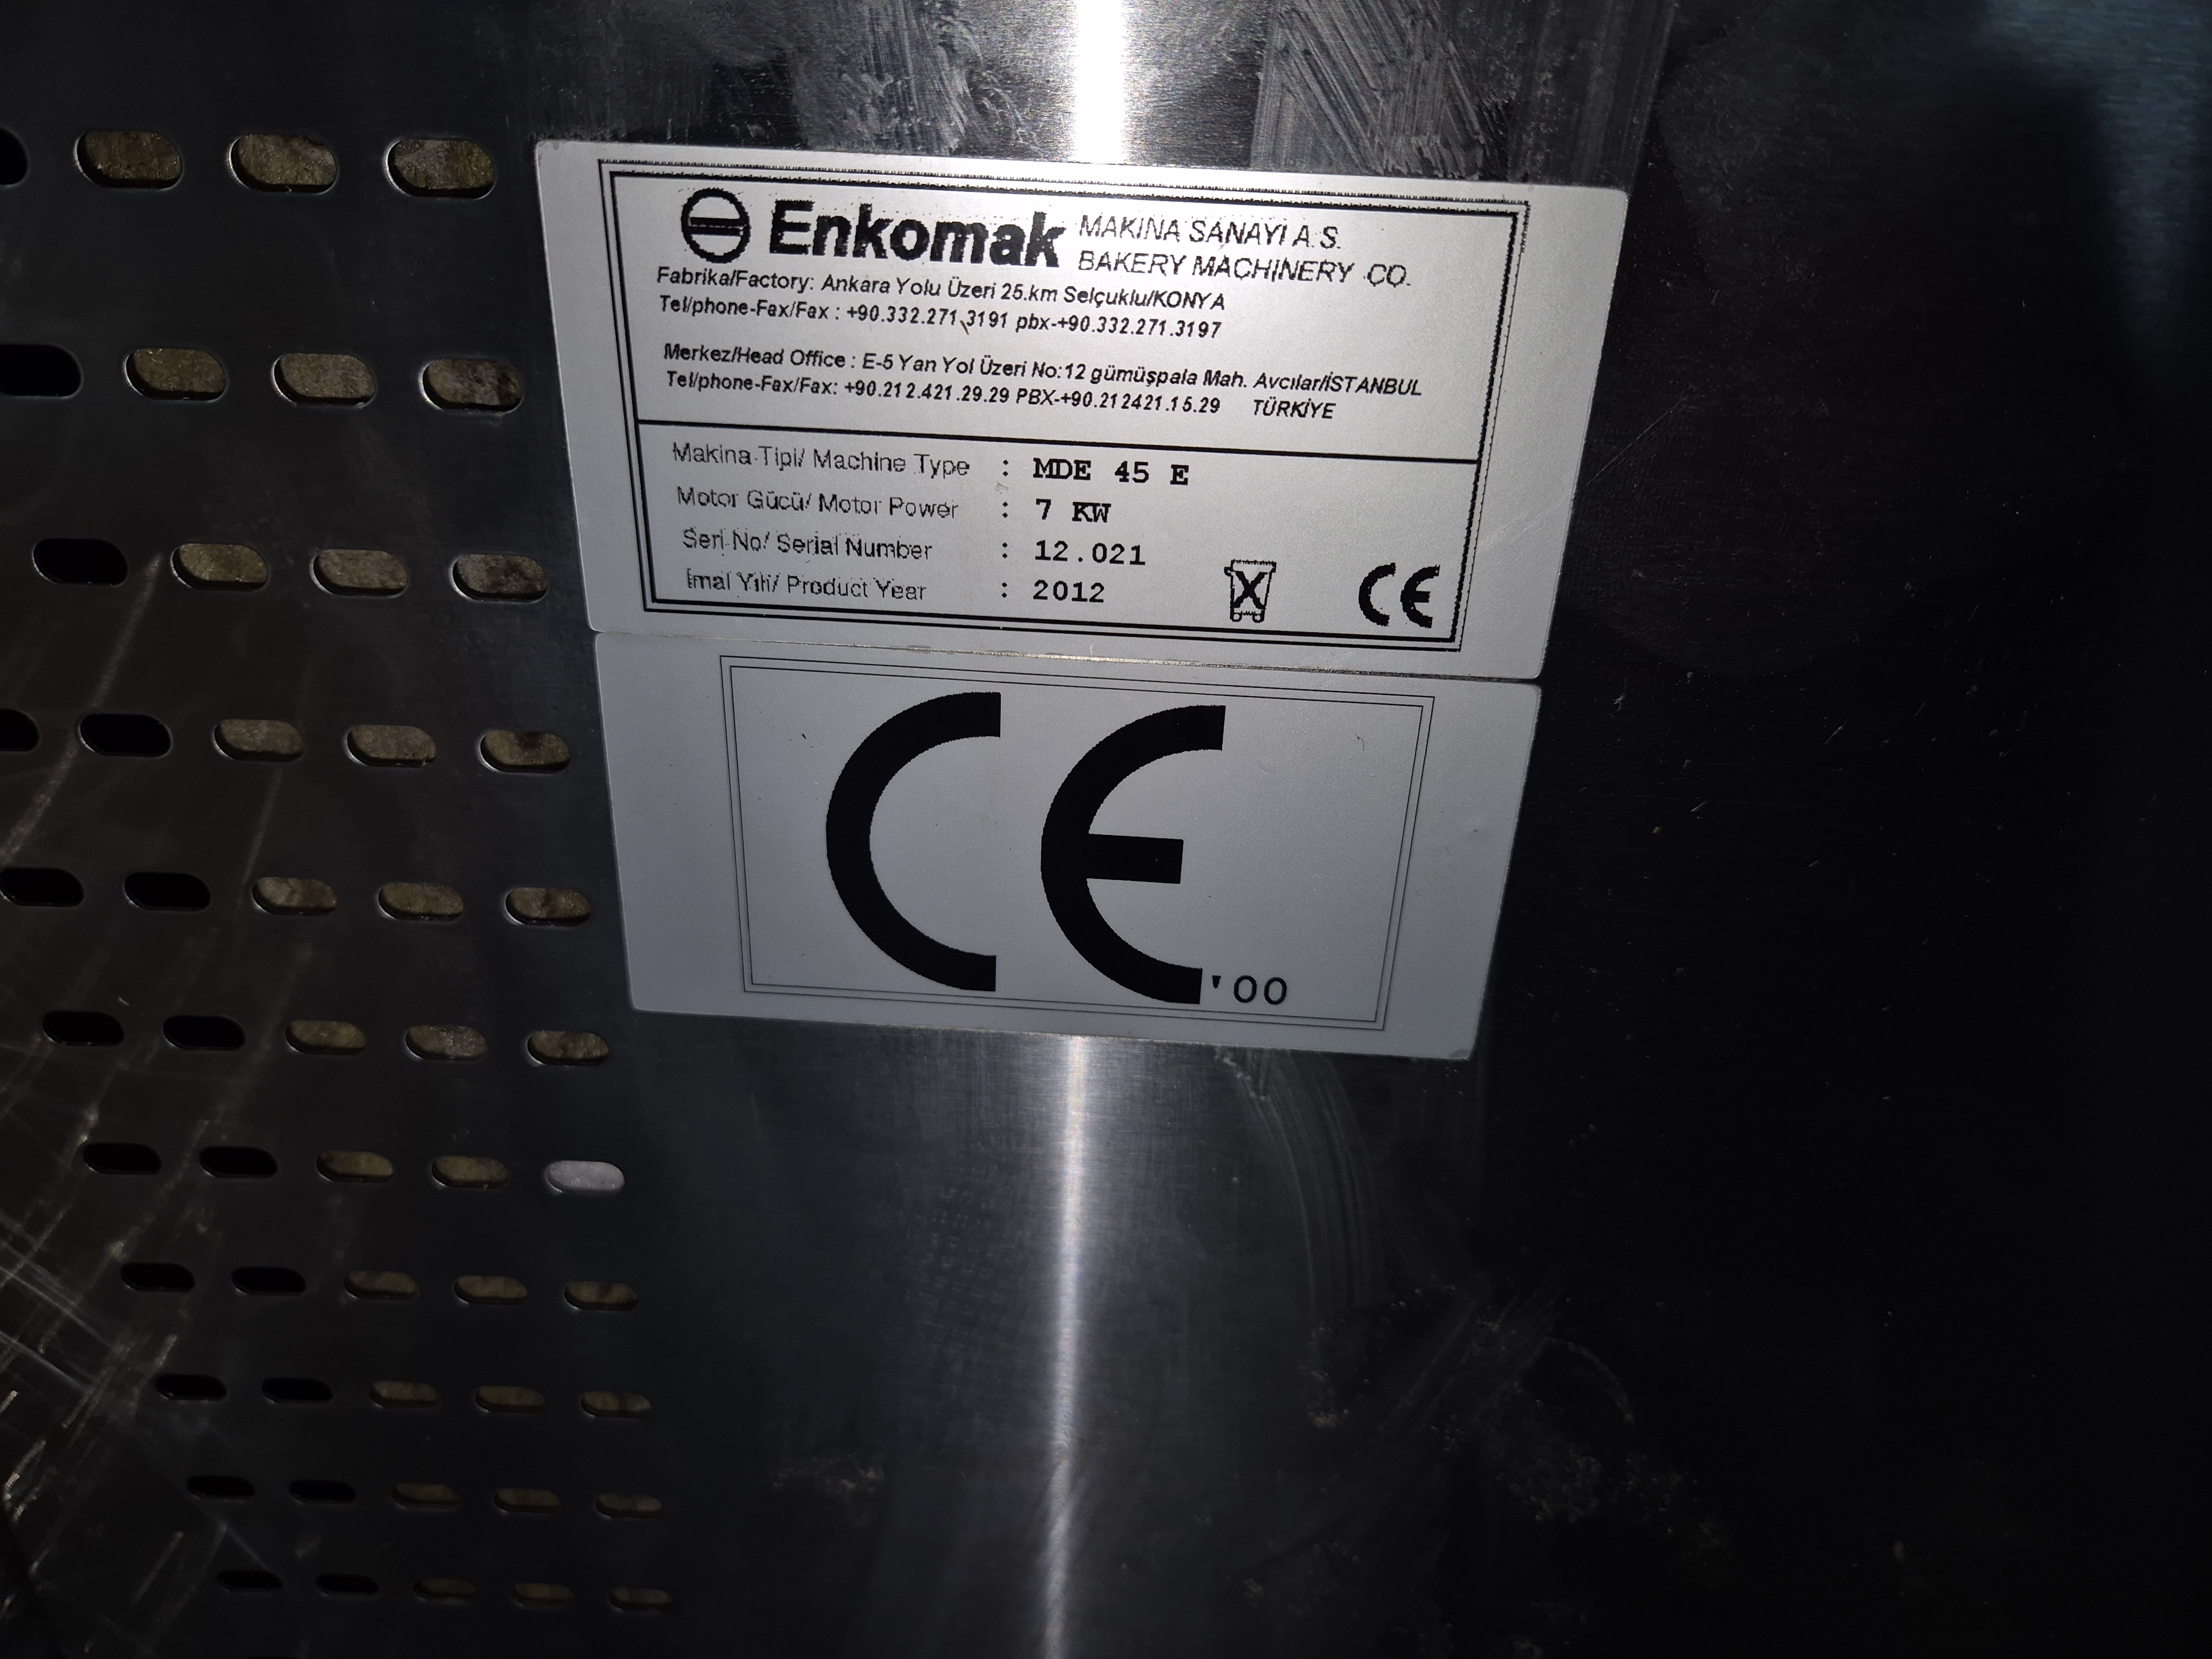 Enkomak MAKINA SANAYİ A.S.
BAKERY MACHINERY CO.
Fabrika/Factory: Ankara Yolu Üzeri 25.km Selçuklu/KONYA
Tel/phone-Fax/Fax : +90.332.271.3191 pbx-+90.332.271.3197
Merkez/Head Office : E-5 Yan Yol Üzeri No:12 gümüşpala Mah. Avcılar/İSTANBUL
Tel/phone-Fax/Fax: +90.212.421.29.29 PBX-+90.212421.15.29 TÜRKİYE
Makina Tipi/ Machine Type : MDE 45 E
Motor Gücü/ Motor Power : 7 KW
Seri No/ Serial Number : 12.021
İmal Yılı/ Product Year : 2012
CE
CE '00